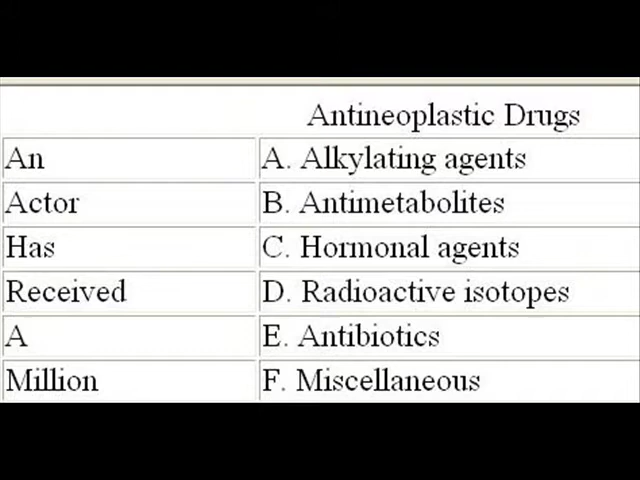 Antineoplastic Drugs
An A. Alkylating agents
Actor B. Antimetabolites
Has C. Hormonal agents
Received D. Radioactive isotopes
A E. Antibiotics
Million F. Miscellaneous